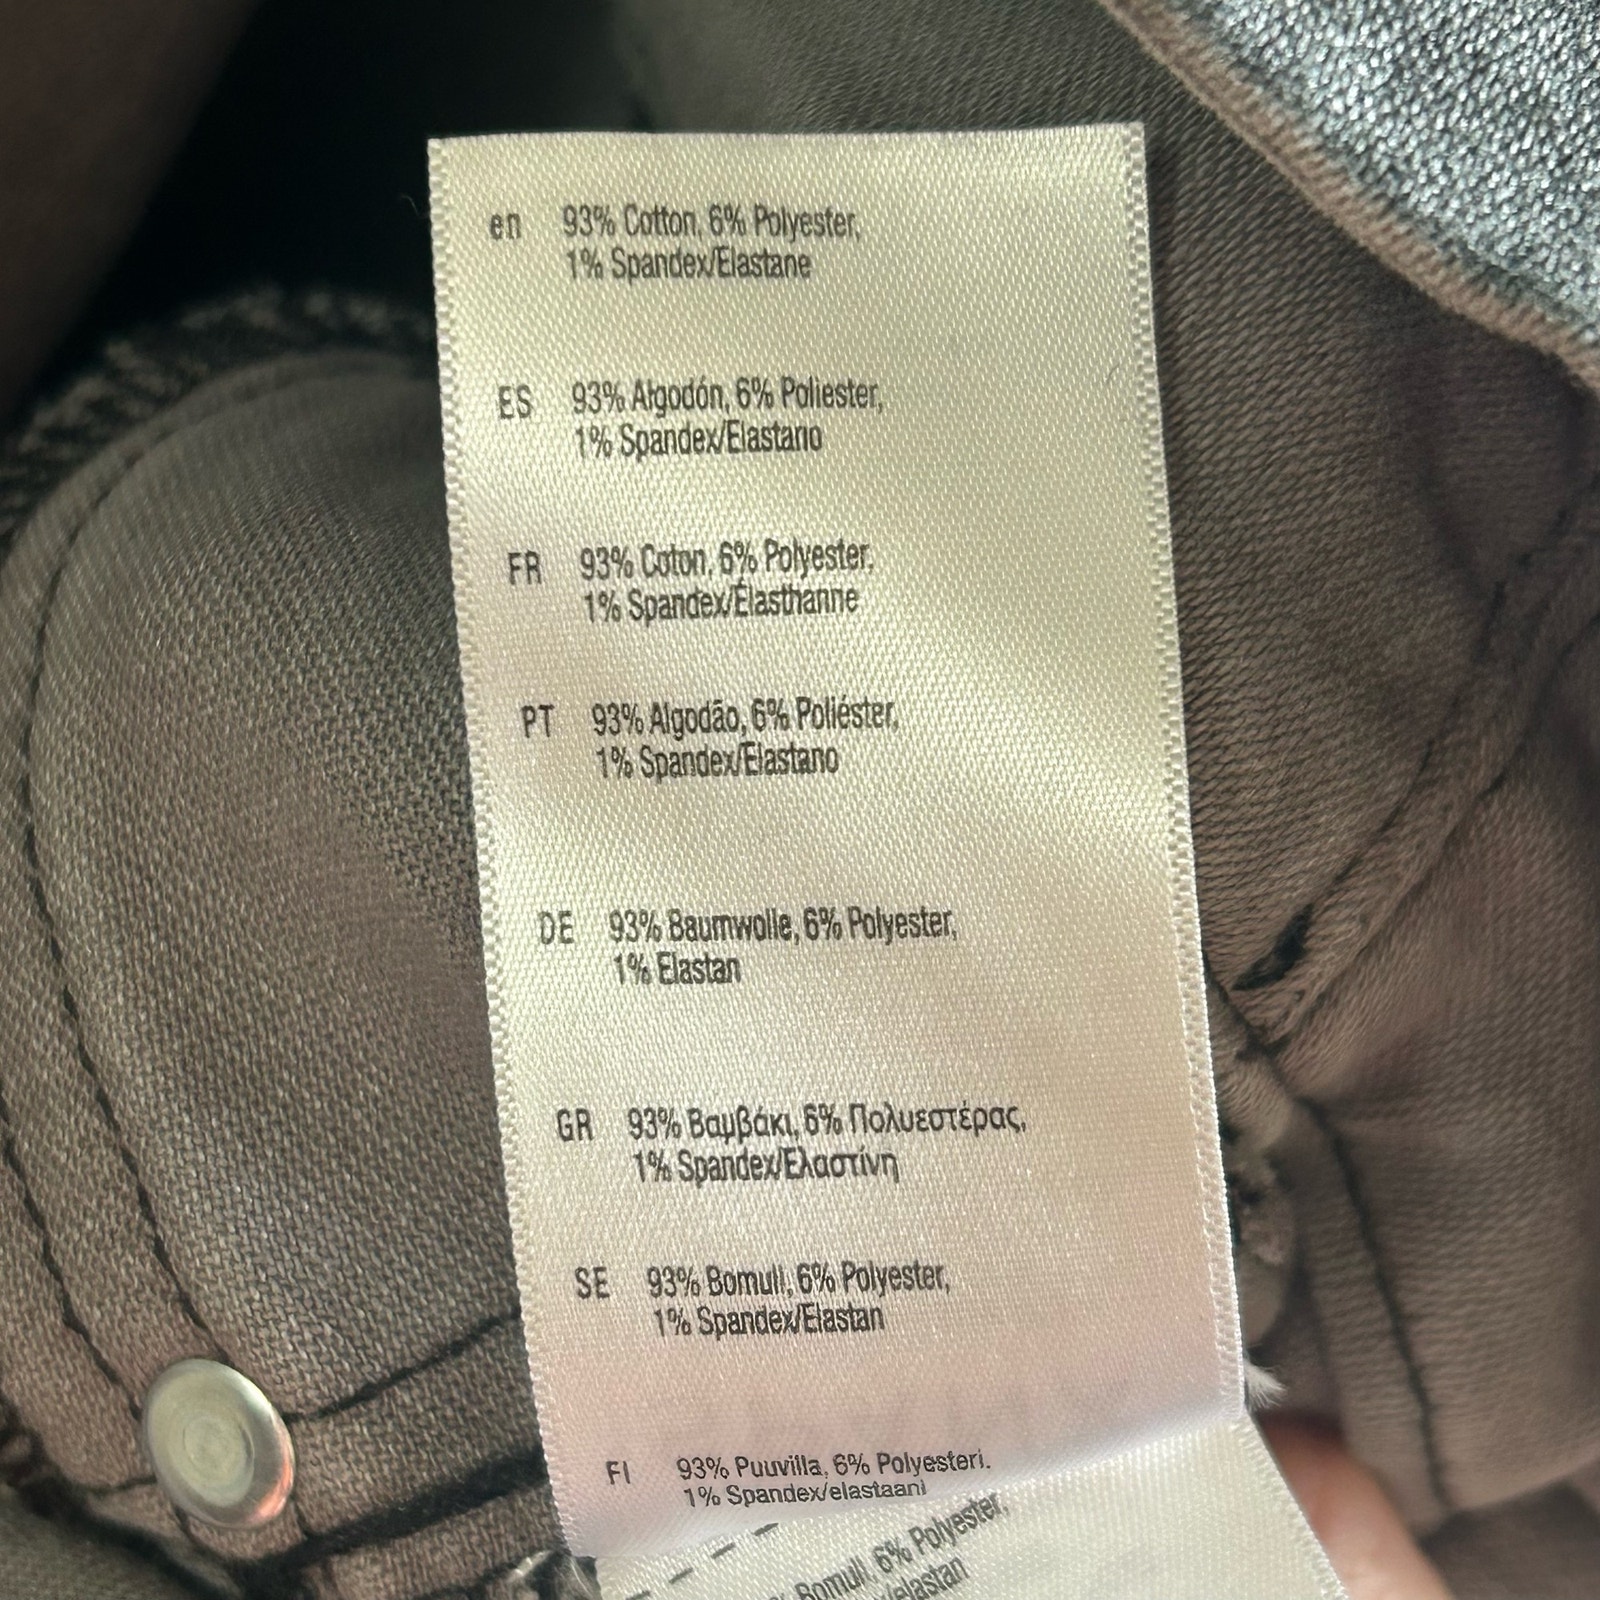 en 93% Cotton, 6% Polyester,
1% Spandex/Elastane
ES 93% Algodón, 6% Poliester,
1% Spandex/Elastano
FR 93% Coton, 6% Polyester,
1% Spandex/Élasthanne
PT 93% Algodão, 6% Poliéster,
1% Spandex/Elastano
DE 93% Baumwolle, 6% Polyester,
1% Elastan
GR 93% Βαμβάκι, 6% Πολυεστέρας,
1% Spandex/Ελαστίνη
SE 93% Bomull, 6% Polyester,
1% Spandex/Elastan
FI 93% Puuvilla, 6% Polyesteri.
1% Spandex/elastaani
Bomull, 6% Polyester,
/elastan